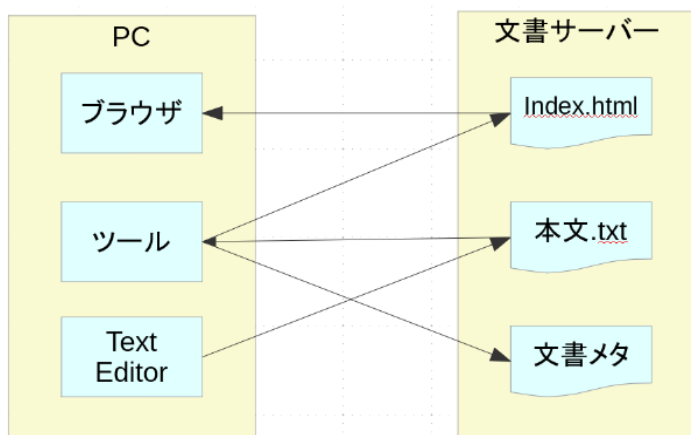 PC
ブラウザ
ツール
Text
Editor
文書サーバー
Index.html
本文.txt
文書メタ